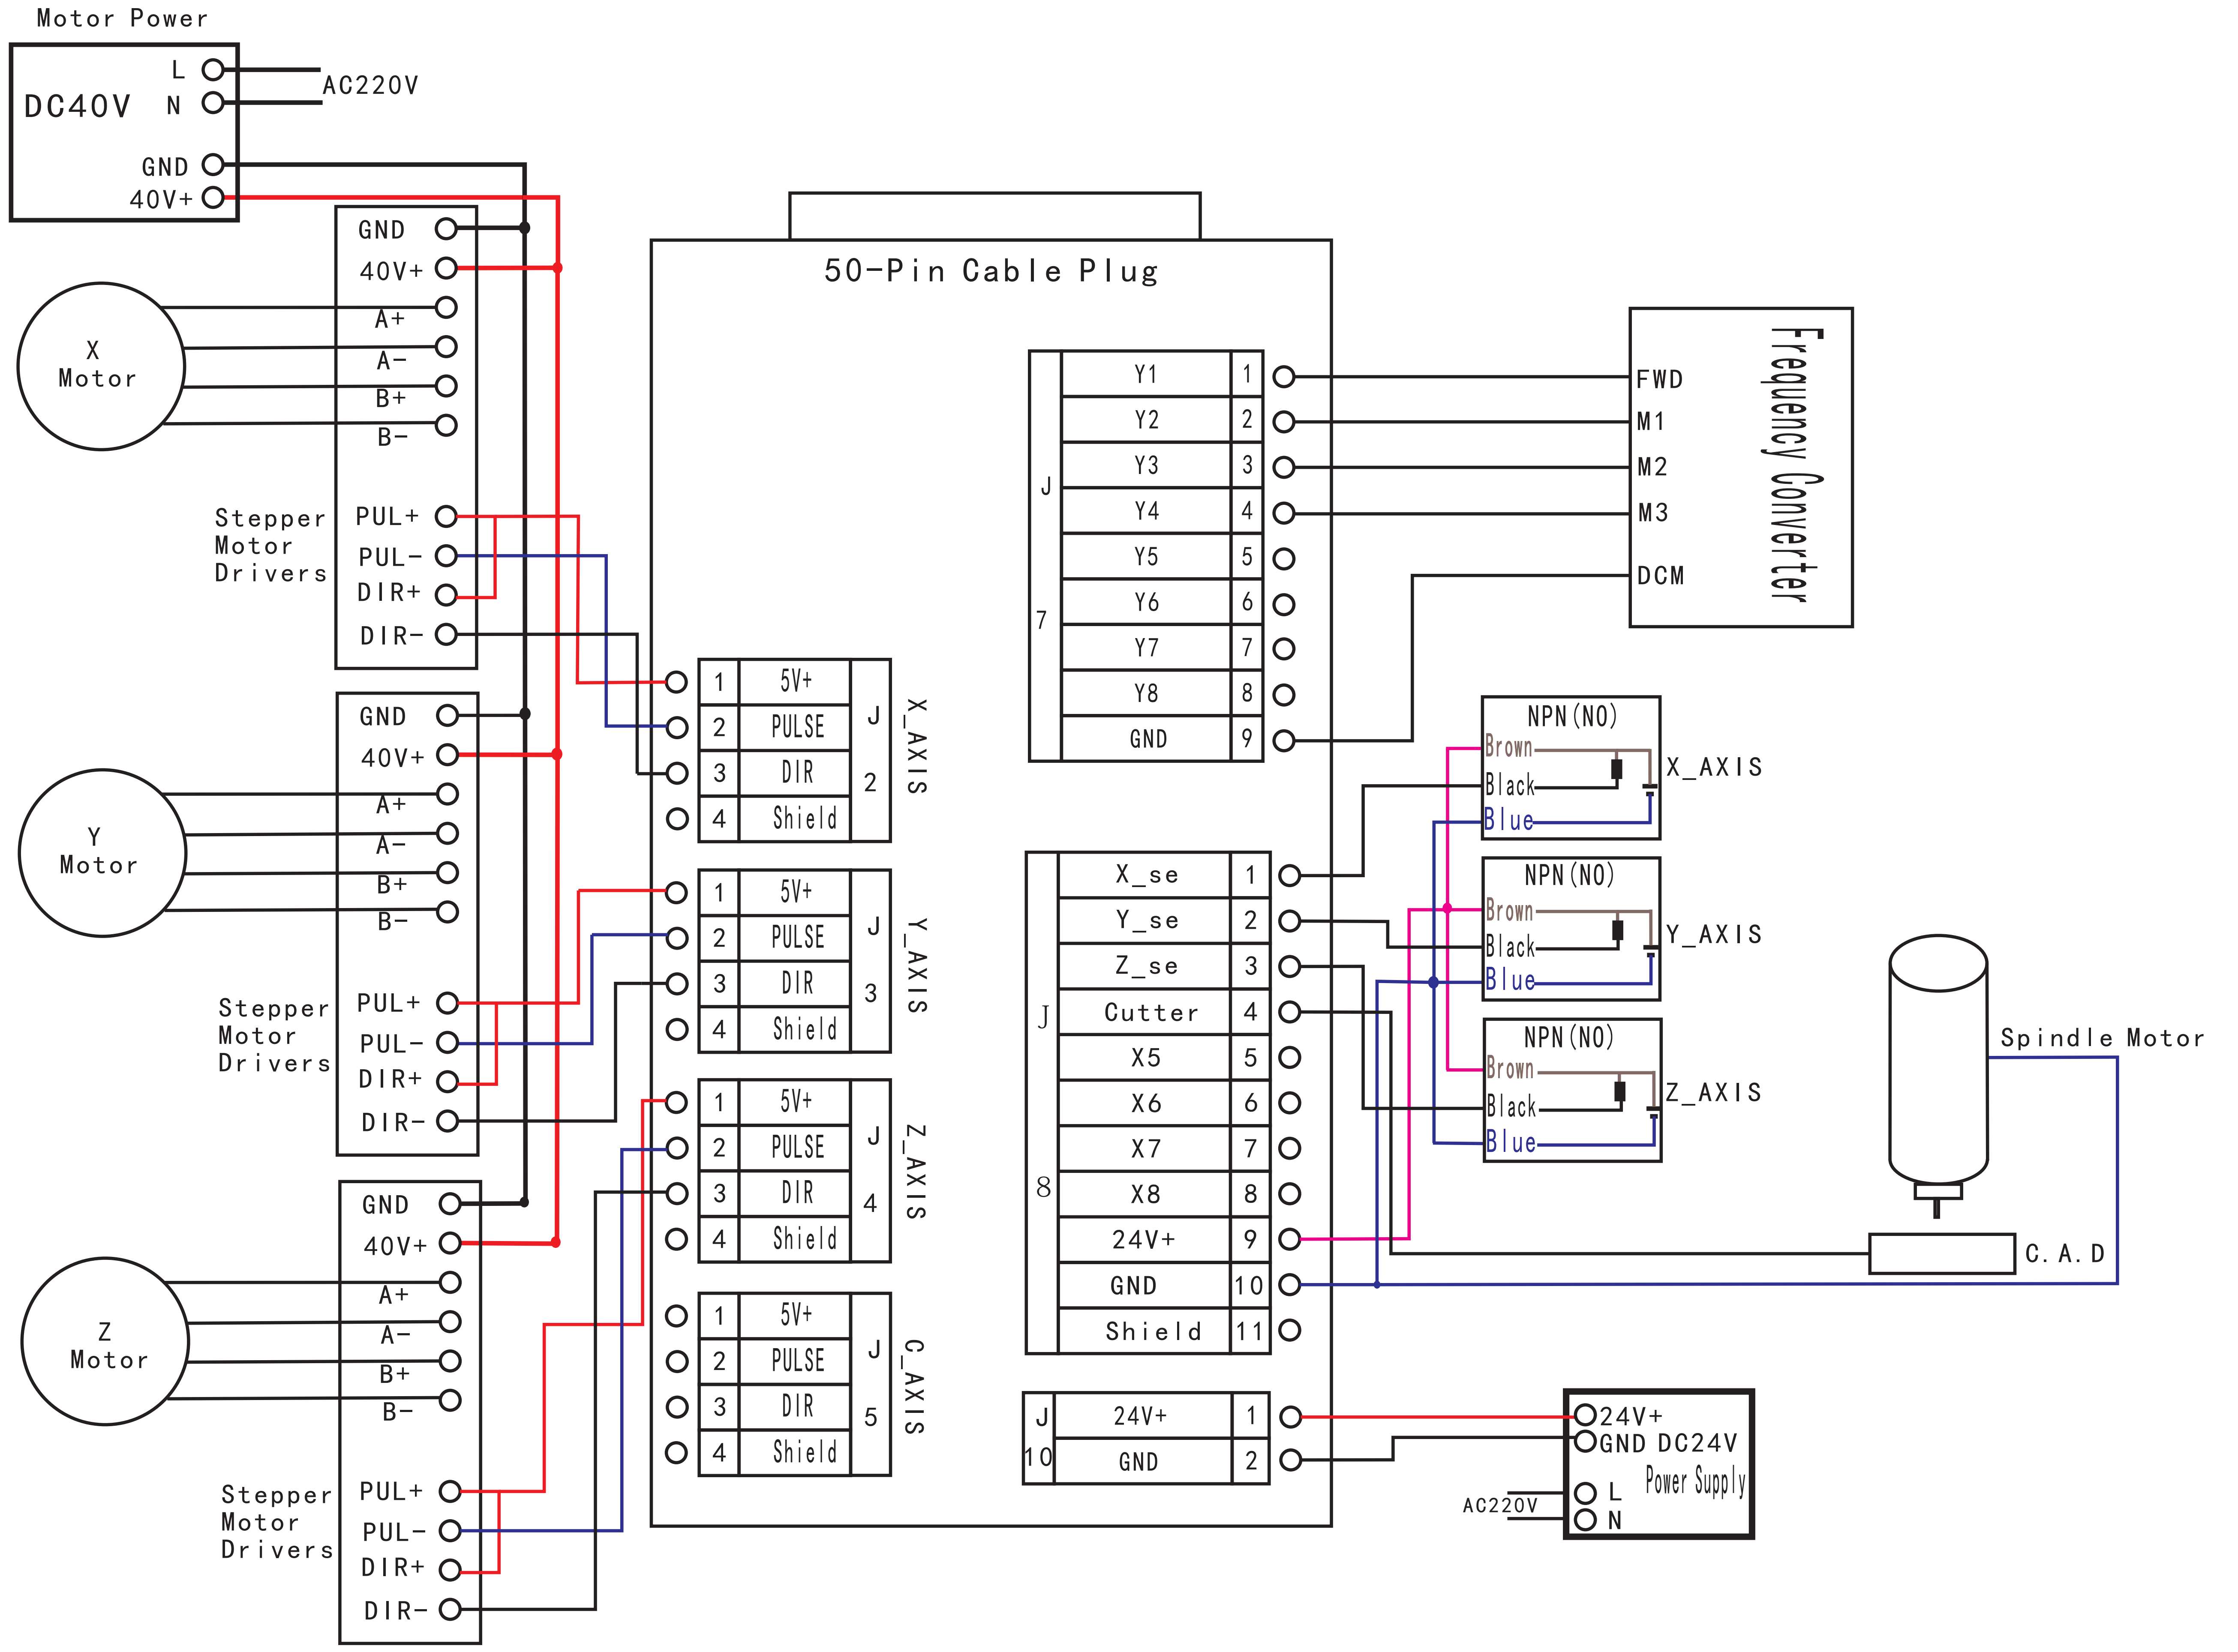 Motor Power
L
AC220V
DC40V
N
GND
40V+
GND
40V+
A+
A-
B+
B-
X
Motor
Stepper
Motor
Drivers
PUL+
PUL-
DIR+
DIR-
GND
40V+
A+
A-
B+
B-
Y
Motor
Stepper
Motor
Drivers
PUL+
PUL-
DIR+
DIR-
GND
40V+
A+
A-
B+
B-
Z
Motor
Stepper
Motor
Drivers
PUL+
PUL-
DIR+
DIR-
50-Pin Cable Plug
1 5V+
2 PULSE
3 DIR
4 Shield
J
2
X_AXIS
1 5V+
2 PULSE
3 DIR
4 Shield
J
3
Y_AXIS
1 5V+
2 PULSE
3 DIR
4 Shield
J
4
Z_AXIS
1 5V+
2 PULSE
3 DIR
4 Shield
J
5
C_AXIS
J
7
Y1 1
Y2 2
Y3 3
Y4 4
Y5 5
Y6 6
Y7 7
Y8 8
GND 9
J
8
X_se 1
Y_se 2
Z_se 3
Cutter 4
X5 5
X6 6
X7 7
X8 8
24V+ 9
GND 10
Shield 11
J
10
24V+ 1
GND 2
FWD
M1
M2
M3
DCM
Frequency Converter
NPN(NO)
Brown
Black
Blue
X_AXIS
NPN(NO)
Brown
Black
Blue
Y_AXIS
NPN(NO)
Brown
Black
Blue
Z_AXIS
Spindle Motor
C.A.D
24V+
GND DC24V
Power Supply
AC220V
L
N